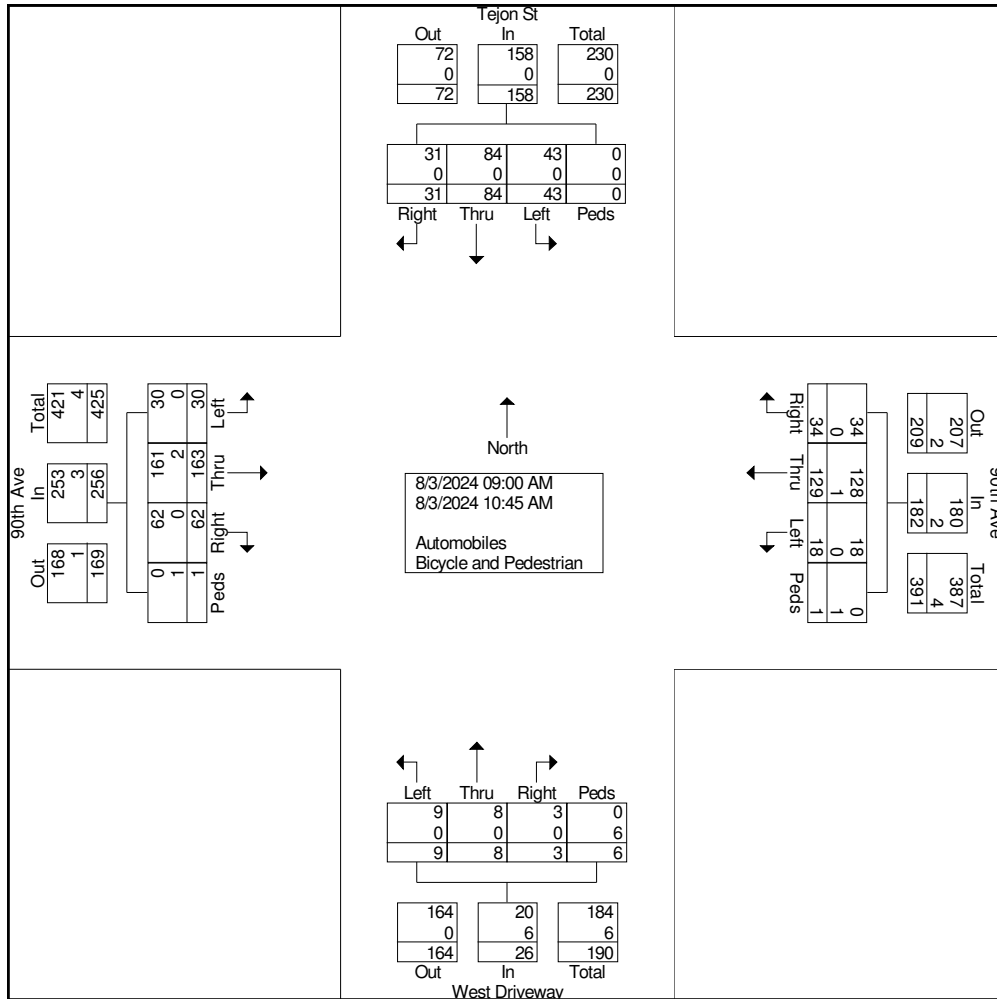 Tejon St
Out In Total
72 158 230
0 0 0
72 158 230
31 84 43 0
0 0 0 0
31 84 43 0
Right Thru Left Peds
90th Ave
Total In Out
421 253 168
4 3 1
425 256 169
30 161 62 0
0 2 0 1
30 163 62 1
Left Thru Right Peds
North
8/3/2024 09:00 AM
8/3/2024 10:45 AM
Automobiles
Bicycle and Pedestrian
Right Thru Left Peds
34 128 18 0
0 1 0 1
34 129 18 1
Out In Total
207 180 387
2 2 4
209 182 391
90th Ave
Left Thru Right Peds
9 8 3 0
0 0 0 6
9 8 3 6
164 20 184
0 6 6
164 26 190
Out In Total
West Driveway